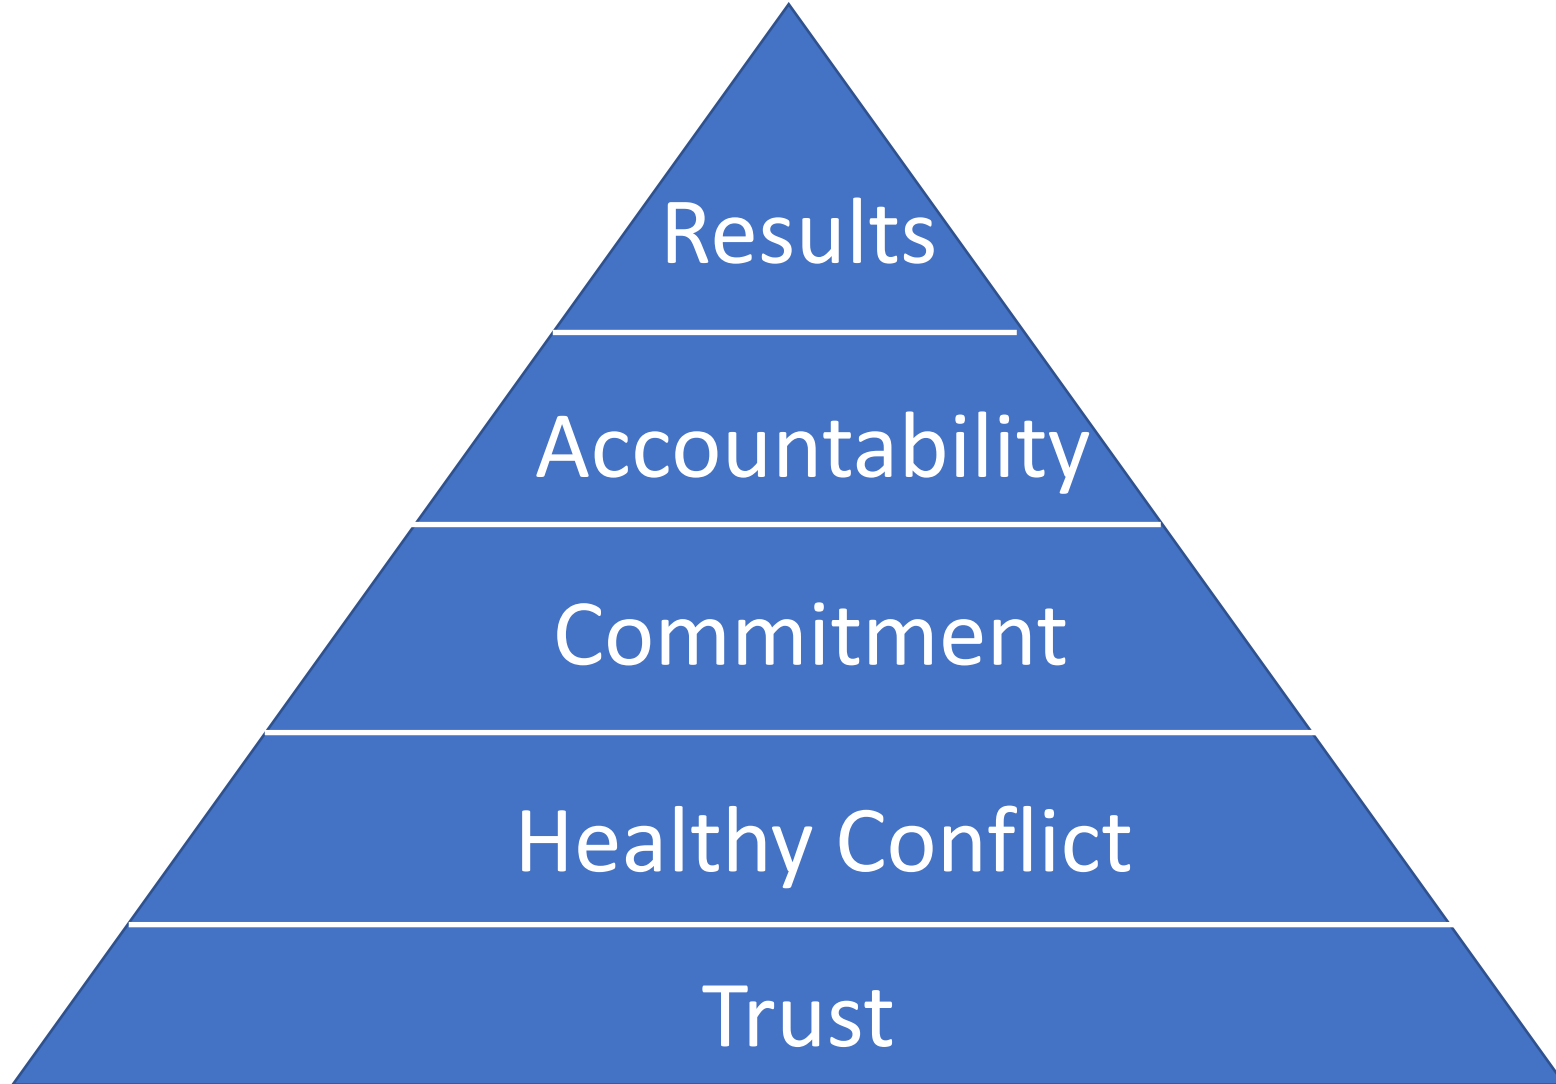 Results
Accountability
Commitment
Healthy Conflict
Trust